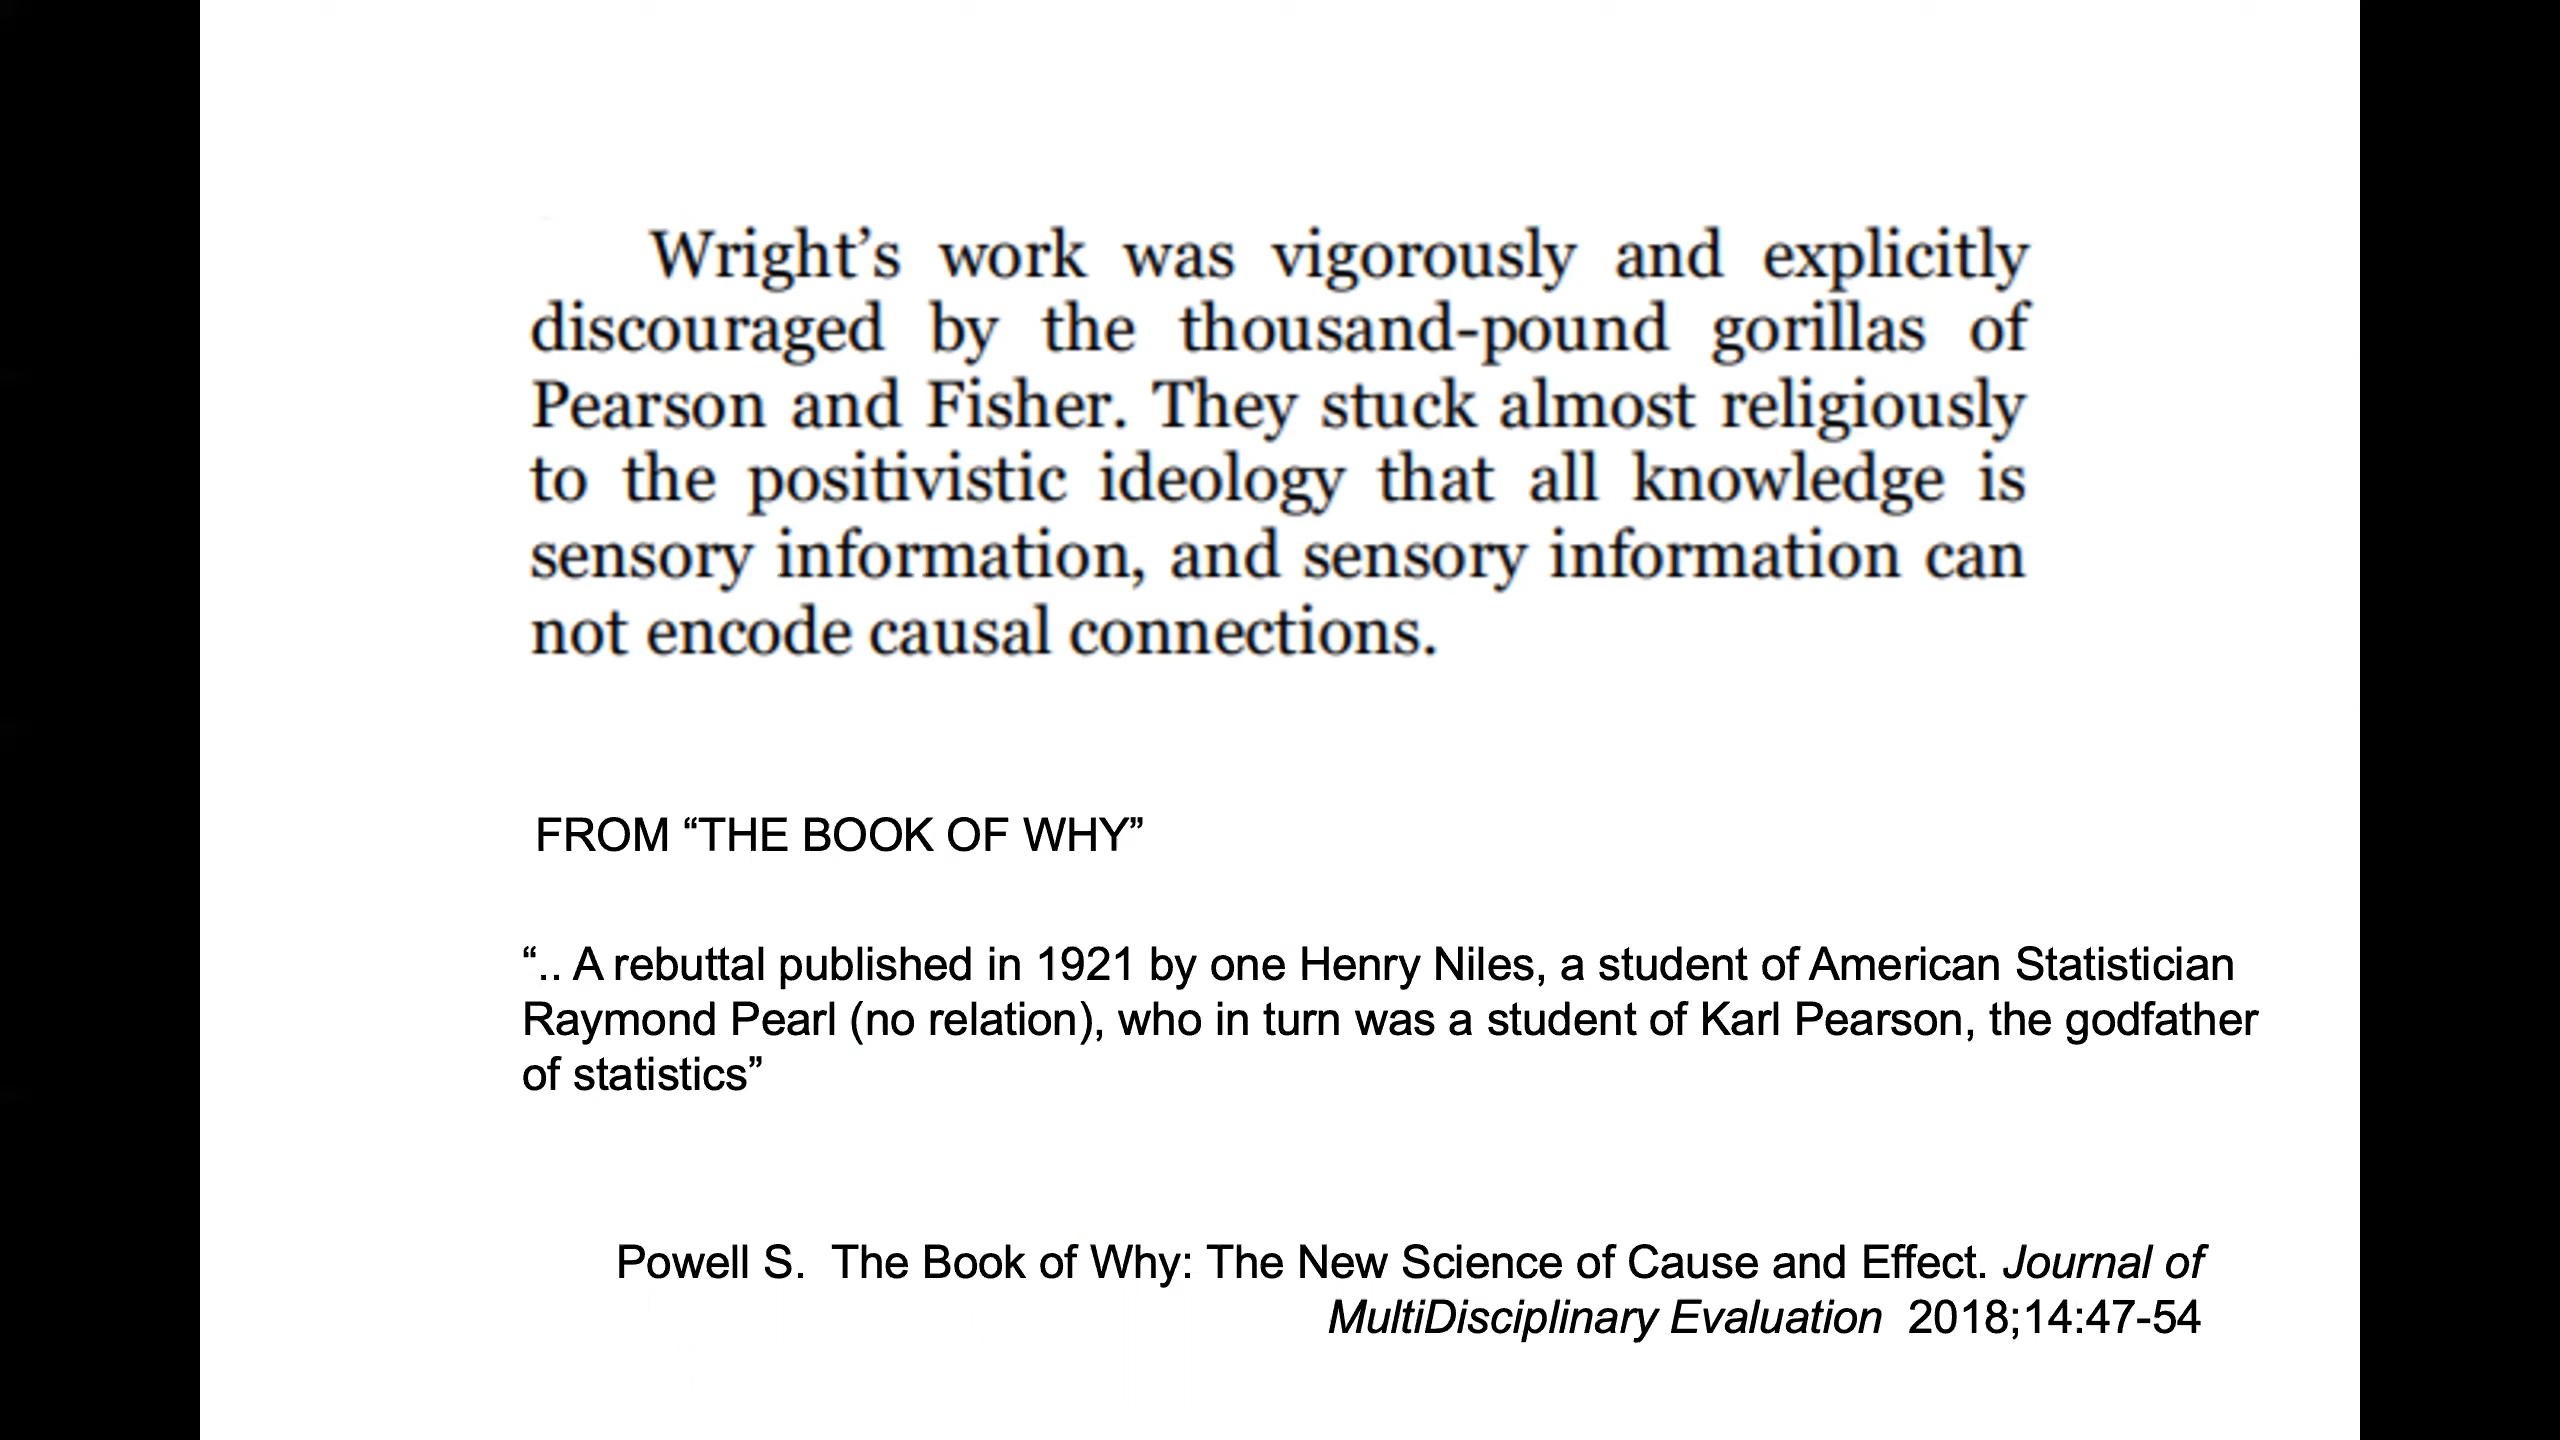 Wright’s work was vigorously and explicitly
discouraged by the thousand-pound gorillas of
Pearson and Fisher. They stuck almost religiously
to the positivistic ideology that all knowledge is
sensory information, and sensory information can
not encode causal connections.
FROM “THE BOOK OF WHY”
“.. A rebuttal published in 1921 by one Henry Niles, a student of American Statistician
Raymond Pearl (no relation), who in turn was a student of Karl Pearson, the godfather
of statistics”
Powell S.  The Book of Why: The New Science of Cause and Effect. Journal of
MultiDisciplinary Evaluation  2018;14:47-54